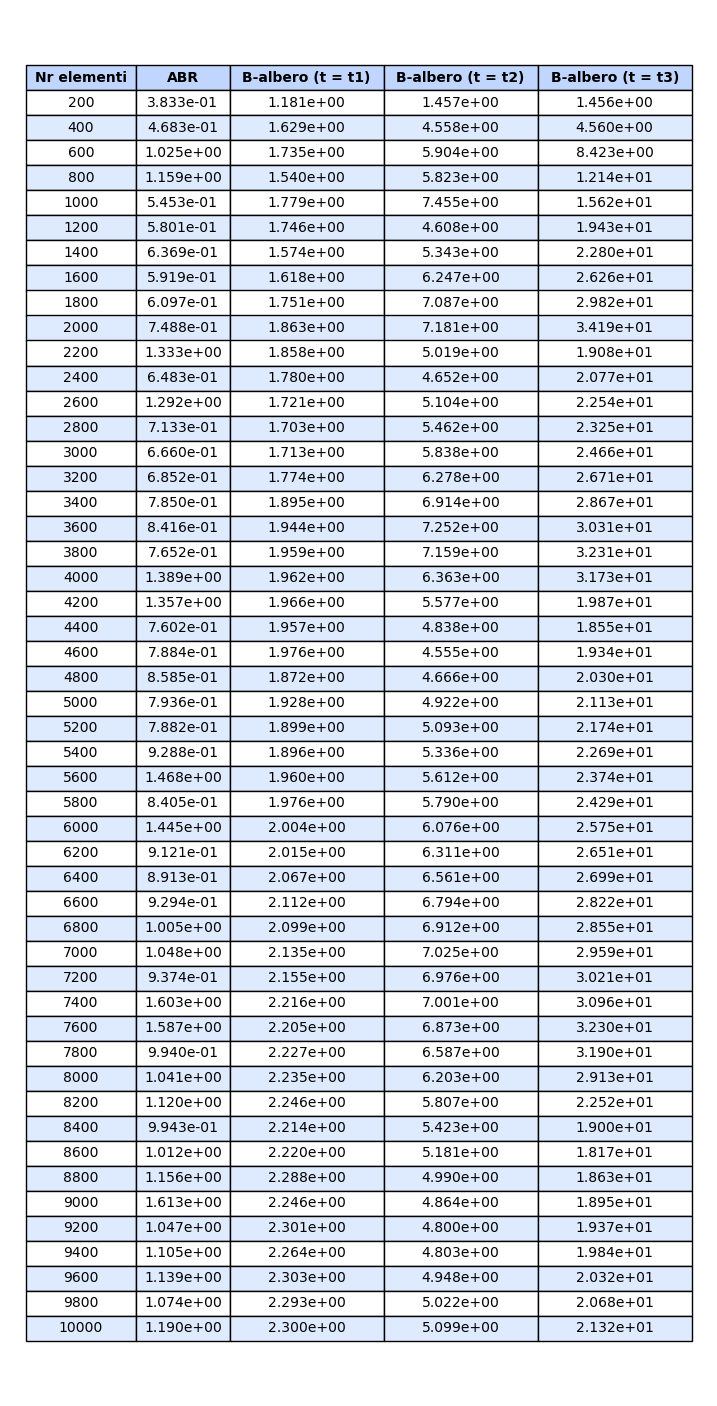 Nr elementi ABR B-albero (t = t1) B-albero (t = t2) B-albero (t = t3)
200 3.833e-01 1.181e+00 1.457e+00 1.456e+00
400 4.683e-01 1.629e+00 4.558e+00 4.560e+00
600 1.025e+00 1.735e+00 5.904e+00 8.423e+00
800 1.159e+00 1.540e+00 5.823e+00 1.214e+01
1000 5.453e-01 1.779e+00 7.455e+00 1.562e+01
1200 5.801e-01 1.746e+00 4.608e+00 1.943e+01
1400 6.369e-01 1.574e+00 5.343e+00 2.280e+01
1600 5.919e-01 1.618e+00 6.247e+00 2.626e+01
1800 6.097e-01 1.751e+00 7.087e+00 2.982e+01
2000 7.488e-01 1.863e+00 7.181e+00 3.419e+01
2200 1.333e+00 1.858e+00 5.019e+00 1.908e+01
2400 6.483e-01 1.780e+00 4.652e+00 2.077e+01
2600 1.292e+00 1.721e+00 5.104e+00 2.254e+01
2800 7.133e-01 1.703e+00 5.462e+00 2.325e+01
3000 6.660e-01 1.713e+00 5.838e+00 2.466e+01
3200 6.852e-01 1.774e+00 6.278e+00 2.671e+01
3400 7.850e-01 1.895e+00 6.914e+00 2.867e+01
3600 8.416e-01 1.944e+00 7.252e+00 3.031e+01
3800 7.652e-01 1.959e+00 7.159e+00 3.231e+01
4000 1.389e+00 1.962e+00 6.363e+00 3.173e+01
4200 1.357e+00 1.966e+00 5.577e+00 1.987e+01
4400 7.602e-01 1.957e+00 4.838e+00 1.855e+01
4600 7.884e-01 1.976e+00 4.555e+00 1.934e+01
4800 8.585e-01 1.872e+00 4.666e+00 2.030e+01
5000 7.936e-01 1.928e+00 4.922e+00 2.113e+01
5200 7.882e-01 1.899e+00 5.093e+00 2.174e+01
5400 9.288e-01 1.896e+00 5.336e+00 2.269e+01
5600 1.468e+00 1.960e+00 5.612e+00 2.374e+01
5800 8.405e-01 1.976e+00 5.790e+00 2.429e+01
6000 1.445e+00 2.004e+00 6.076e+00 2.575e+01
6200 9.121e-01 2.015e+00 6.311e+00 2.651e+01
6400 8.913e-01 2.067e+00 6.561e+00 2.699e+01
6600 9.294e-01 2.112e+00 6.794e+00 2.822e+01
6800 1.005e+00 2.099e+00 6.912e+00 2.855e+01
7000 1.048e+00 2.135e+00 7.025e+00 2.959e+01
7200 9.374e-01 2.155e+00 6.976e+00 3.021e+01
7400 1.603e+00 2.216e+00 7.001e+00 3.096e+01
7600 1.587e+00 2.205e+00 6.873e+00 3.230e+01
7800 9.940e-01 2.227e+00 6.587e+00 3.190e+01
8000 1.041e+00 2.235e+00 6.203e+00 2.913e+01
8200 1.120e+00 2.246e+00 5.807e+00 2.252e+01
8400 9.943e-01 2.214e+00 5.423e+00 1.900e+01
8600 1.012e+00 2.220e+00 5.181e+00 1.817e+01
8800 1.156e+00 2.288e+00 4.990e+00 1.863e+01
9000 1.613e+00 2.246e+00 4.864e+00 1.895e+01
9200 1.047e+00 2.301e+00 4.800e+00 1.937e+01
9400 1.105e+00 2.264e+00 4.803e+00 1.984e+01
9600 1.139e+00 2.303e+00 4.948e+00 2.032e+01
9800 1.074e+00 2.293e+00 5.022e+00 2.068e+01
10000 1.190e+00 2.300e+00 5.099e+00 2.132e+01